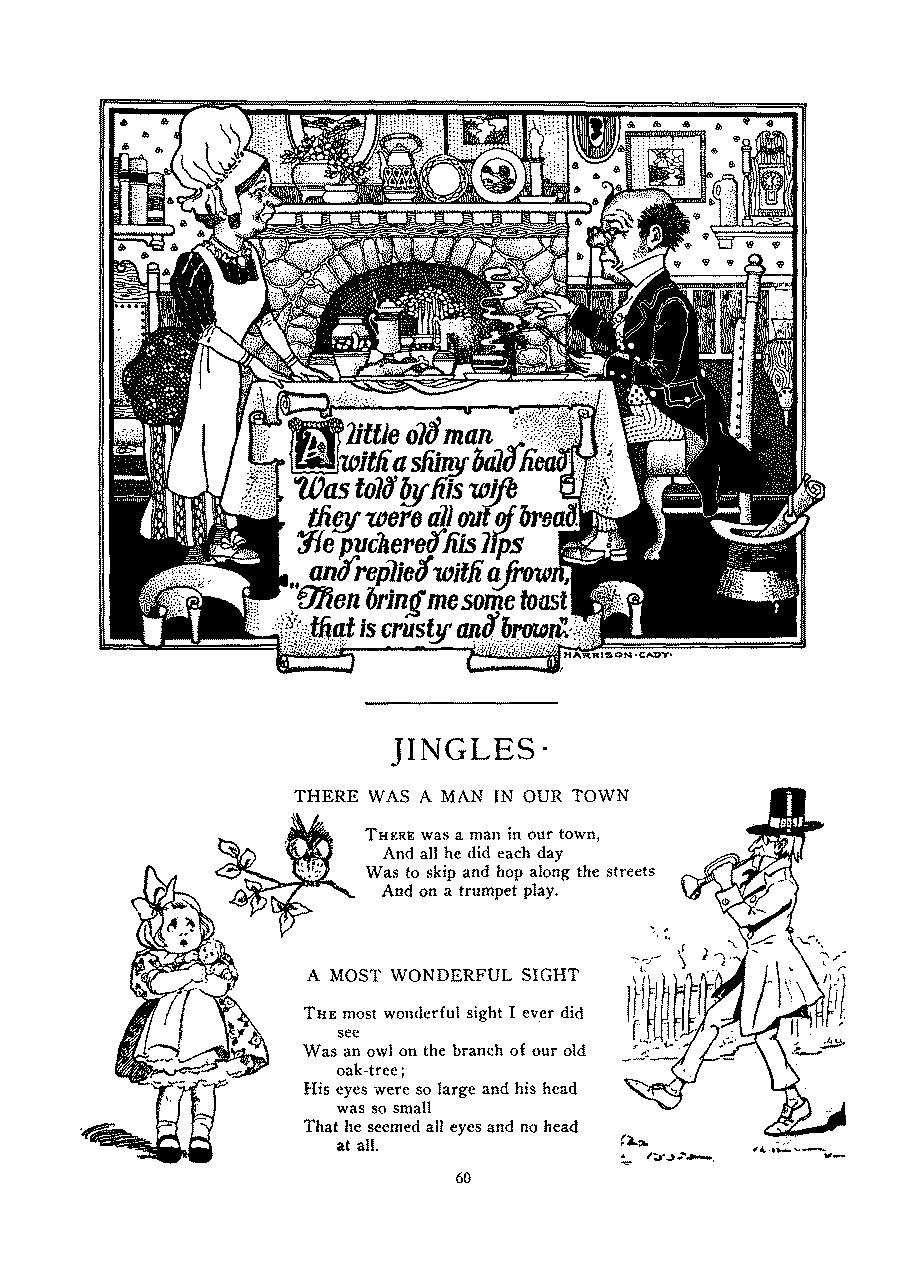 A little old man
with a shiny bald head
Was told by his wife
they were all out of bread.
He puckered his lips
and replied with a frown,
"Then bring me some toast
that is crusty and brown".
HARRISON·CADY·
JINGLES·
THERE WAS A MAN IN OUR TOWN
THERE was a man in our town,
And all he did each day
Was to skip and hop along the streets
And on a trumpet play.
A MOST WONDERFUL SIGHT
THE most wonderful sight I ever did
see
Was an owl on the branch of our old
oak-tree;
His eyes were so large and his head
was so small
That he seemed all eyes and no head
at all.
60